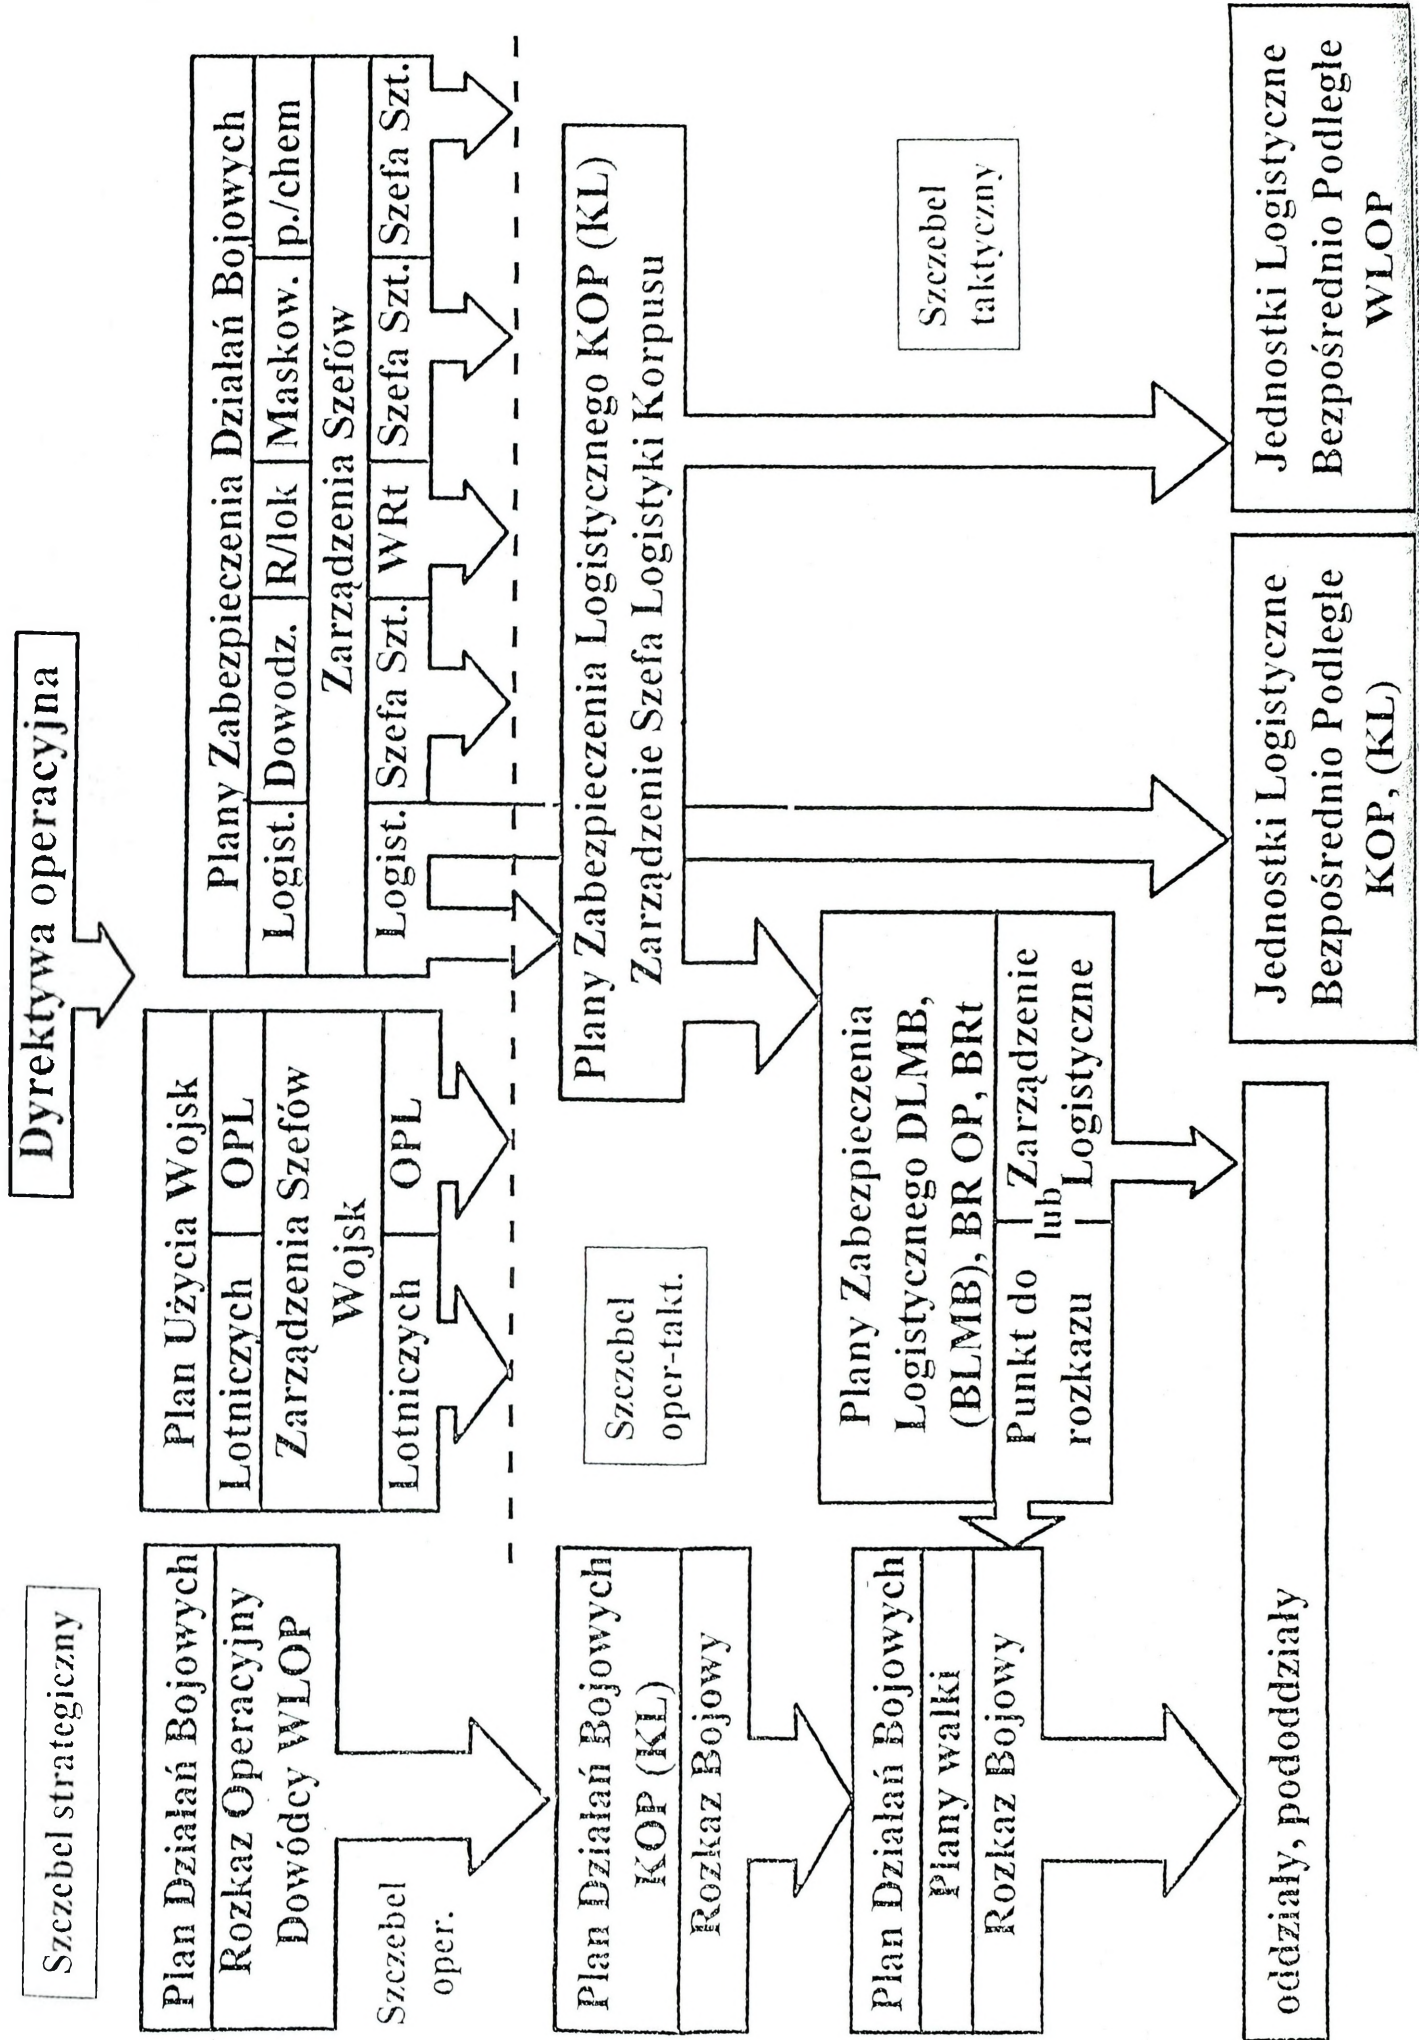 Szczebel strategiczny
Dyrektywa operacyjna
Plan Działań Bojowych
Rozkaz Operacyjny
Dowódcy WLOP
Szczebel
oper.
Plan Użycia Wojsk
Lotniczych OPL
Zarządzenia Szefów
Wojsk
Lotniczych OPL
Plany Zabezpieczenia Działań Bojowych
Logist. Dowodz. R/lok Maskow. p./chem
Zarządzenia Szefów
Logist. Szefa Szt. WRt Szefa Szt. Szefa Szt.
Plan Działań Bojowych
KOP (KL)
Rozkaz Bojowy
Szczebel
oper-takt.
Plany Zabezpieczenia Logistycznego KOP (KL)
Zarządzenie Szefa Logistyki Korpusu
Plan Działań Bojowych
Plany walki
Rozkaz Bojowy
Plany Zabezpieczenia
Logistycznego DLMB,
(BLMB), BR OP, BRt
Punkt do
rozkazu
lub
Zarządzenie
Logistyczne
Szczebel
taktyczny
oddziały, pododdziały
Jednostki Logistyczne
Bezpośrednio Podległe
KOP, (KL)
Jednostki Logistyczne
Bezpośrednio Podległe
WLOP